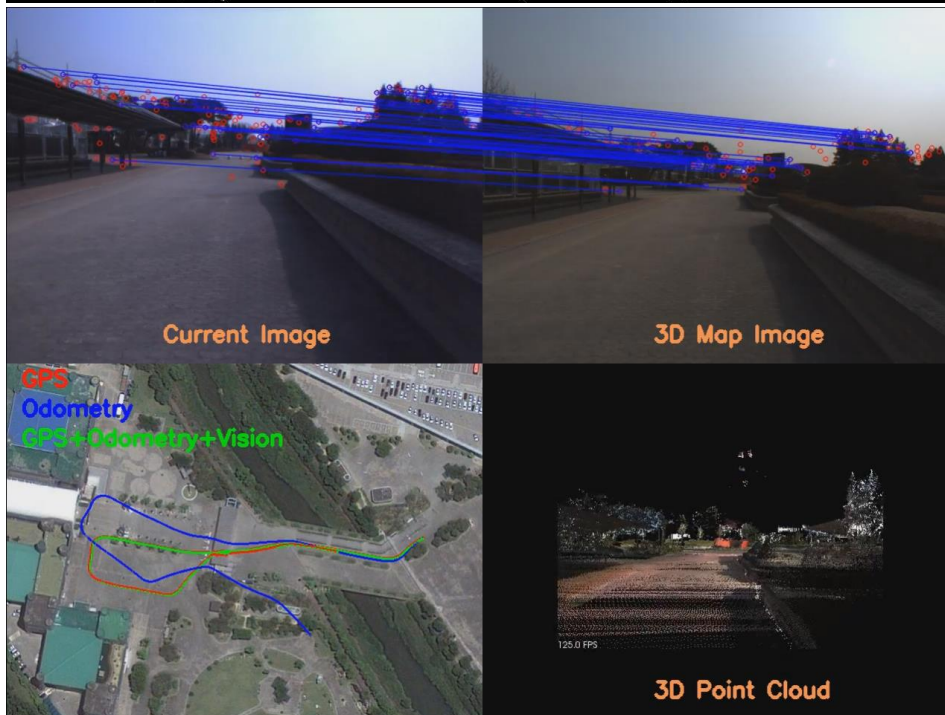 Current Image
3D Map Image
GPS
Odometry
GPS+Odometry+Vision
125.0 FPS
3D Point Cloud